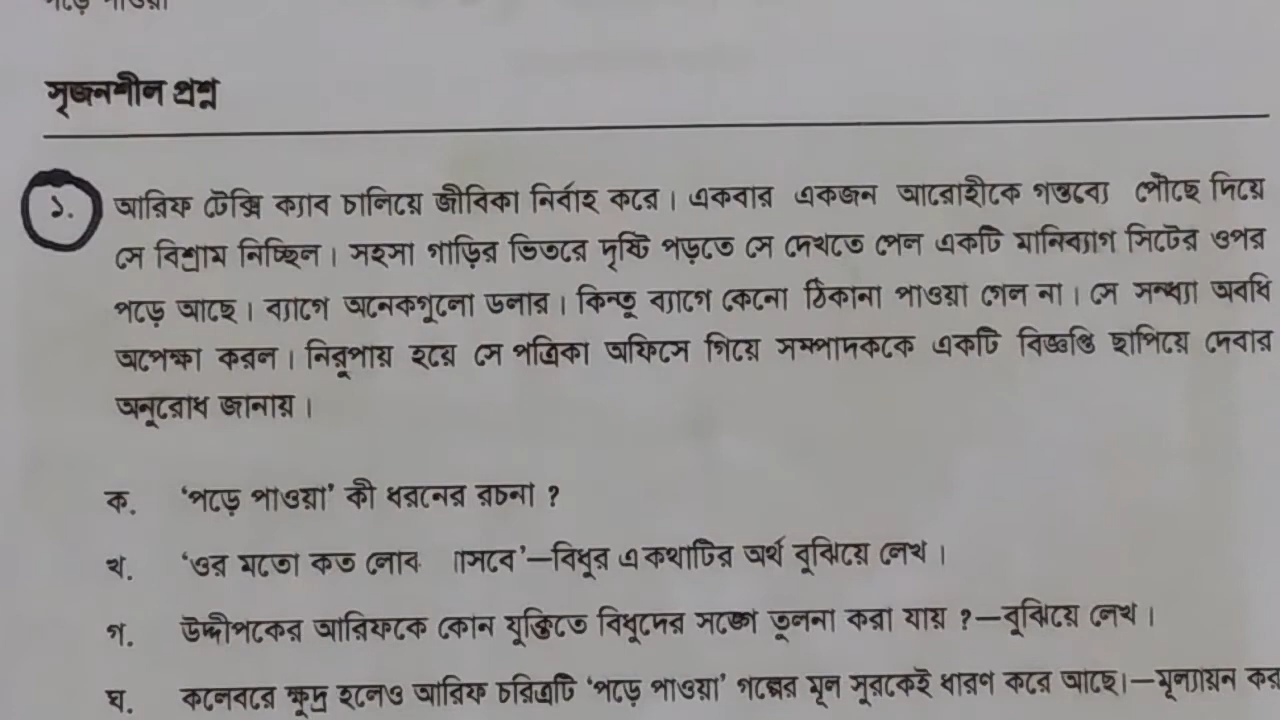 পড়ে পাওয়া
সৃজনশীল প্রশ্ন
১. আরিফ টেক্সি ক্যাব চালিয়ে জীবিকা নির্বাহ করে। একবার একজন আরোহীকে গন্তব্যে পৌঁছে দিয়ে
সে বিশ্রাম নিচ্ছিল। সহসা গাড়ির ভিতরে দৃষ্টি পড়তে সে দেখতে পেল একটি মানিব্যাগ সিটের ওপর
পড়ে আছে। ব্যাগে অনেকগুলো ডলার। কিন্তু ব্যাগে কোনো ঠিকানা পাওয়া গেল না। সে সন্ধ্যা অবধি
অপেক্ষা করল। নিরুপায় হয়ে সে পত্রিকা অফিসে গিয়ে সম্পাদককে একটি বিজ্ঞপ্তি ছাপিয়ে দেবার
অনুরোধ জানায়।
ক. ‘পড়ে পাওয়া’ কী ধরনের রচনা ?
খ. ‘ওর মতো কত —বিধুর এ কথাটির অর্থ বুঝিয়ে লেখ।
গ. উদ্দীপকের আরিফকে কোন যুক্তিতে বিধুদের সঙ্গে তুলনা করা যায় ?—বুঝিয়ে লেখ।
ঘ. কলেবরে ক্ষুদ্র হলেও আরিফ চরিত্রটি ‘পড়ে পাওয়া’ গল্পের মূল সুরকেই ধারণ করে আছে।—মূল্যায়ন কর